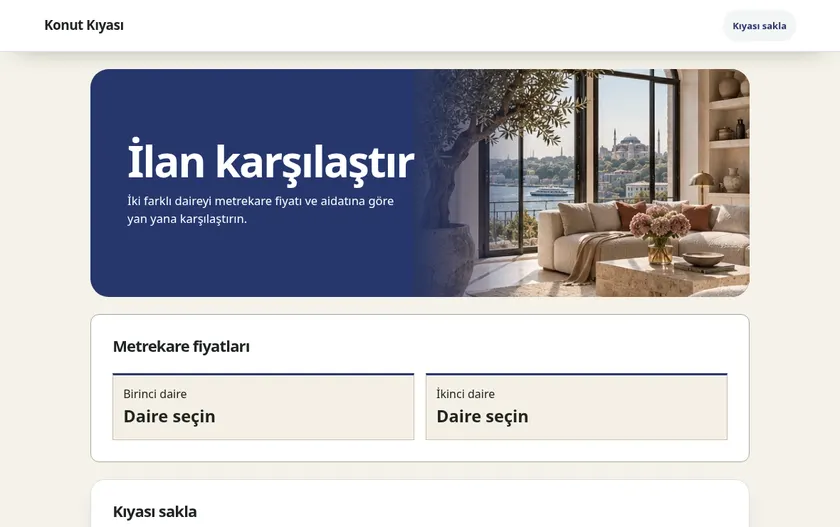 Konut Kıyası
Kıyası sakla
İlan karşılaştır
İki farklı daireyi metrekare fiyatı ve aidatına göre
yan yana karşılaştırın.
Metrekare fiyatları
Birinci daire
Daire seçin
İkinci daire
Daire seçin
Kıyası sakla